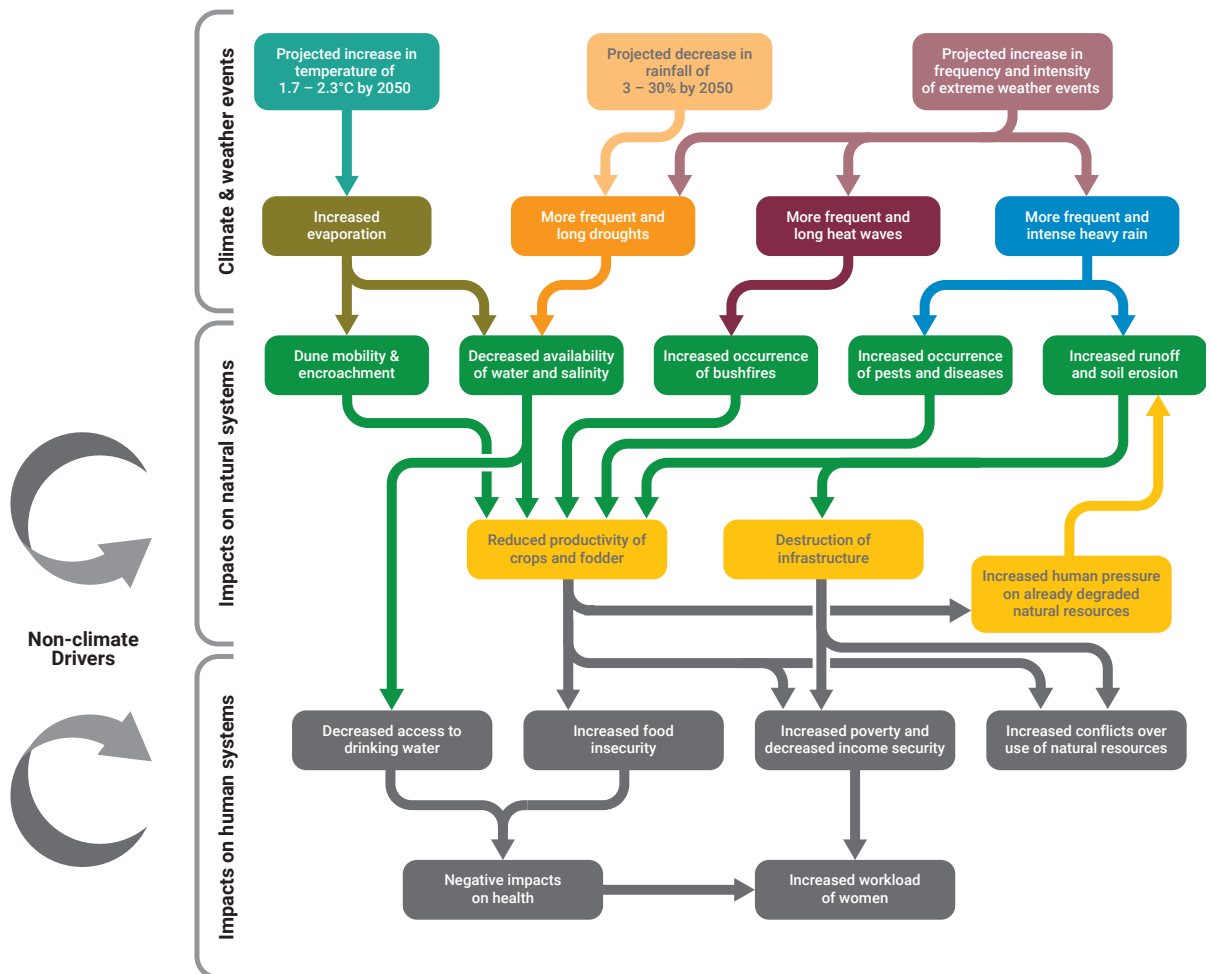 Climate & weather events
Projected increase in
temperature of
1.7 – 2.3°C by 2050
Projected decrease in
rainfall of
3 – 30% by 2050
Projected increase in
frequency and intensity
of extreme weather events
Increased
evaporation
More frequent and
long droughts
More frequent and
long heat waves
More frequent and
intense heavy rain
Impacts on natural systems
Dune mobility &
encroachment
Decreased availability
of water and salinity
Increased occurrence
of bushfires
Increased occurrence
of pests and diseases
Increased runoff
and soil erosion
Reduced productivity of
crops and fodder
Destruction of
infrastructure
Increased human pressure
on already degraded
natural resources
Non-climate
Drivers
Impacts on human systems
Decreased access to
drinking water
Increased food
insecurity
Increased poverty and
decreased income security
Increased conflicts over
use of natural resources
Negative impacts
on health
Increased workload
of women